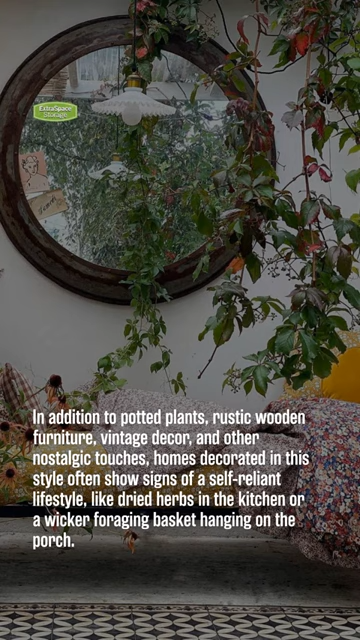 ExtraSpace
Storage
In addition to potted plants, rustic wooden
furniture, vintage decor, and other
nostalgic touches, homes decorated in this
style often show signs of a self-reliant
lifestyle, like dried herbs in the kitchen or
a wicker foraging basket hanging on the
porch.